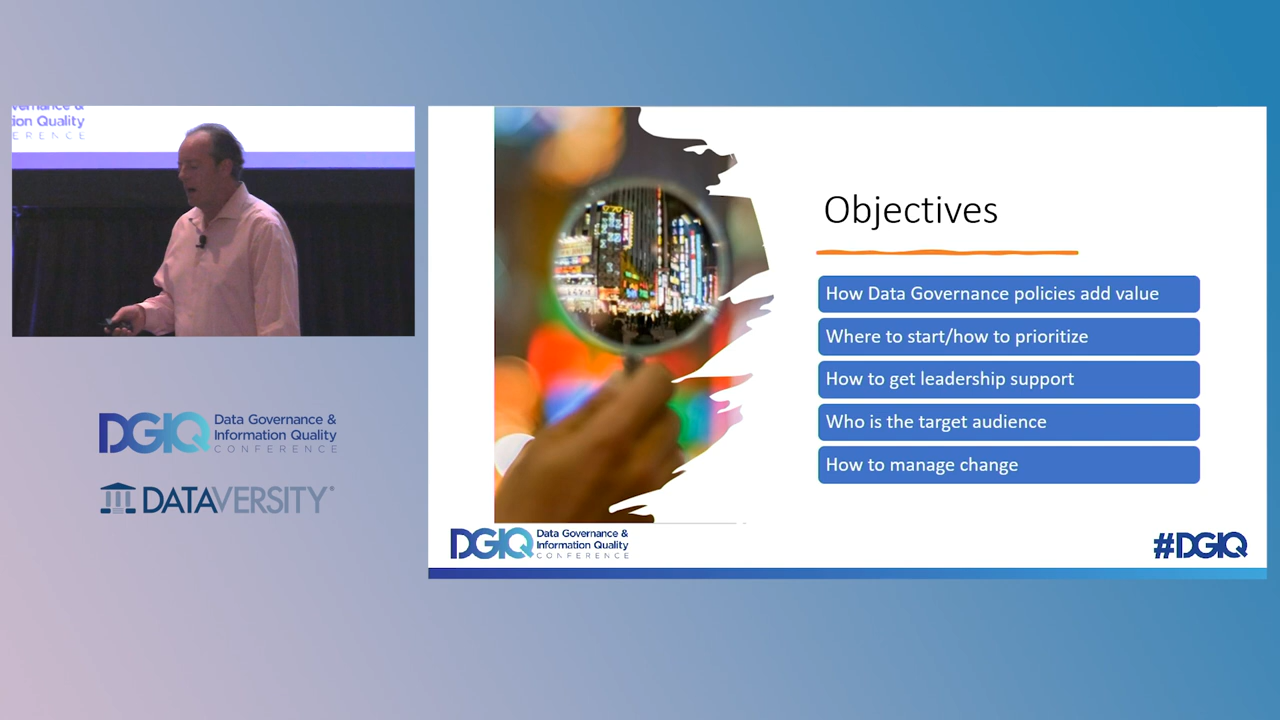 ion Quality
Data Governance &
Information Quality
CONFERENCE
DGIQ
DATAVERSITY
Objectives
How Data Governance policies add value
Where to start/how to prioritize
How to get leadership support
Who is the target audience
How to manage change
DGIQ
Data Governance &
Information Quality
CONFERENCE
#DGIQ